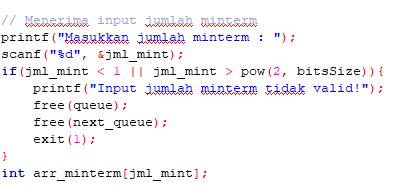 // Menerima input jumlah minterm
printf("Masukkan jumlah minterm : ");
scanf("%d", &jml_mint);
if(jml_mint < 1 || jml_mint > pow(2, bitsSize)){
    printf("Input jumlah minterm tidak valid!");
    free(queue);
    free(next_queue);
    exit(1);
}
int arr_minterm[jml_mint];